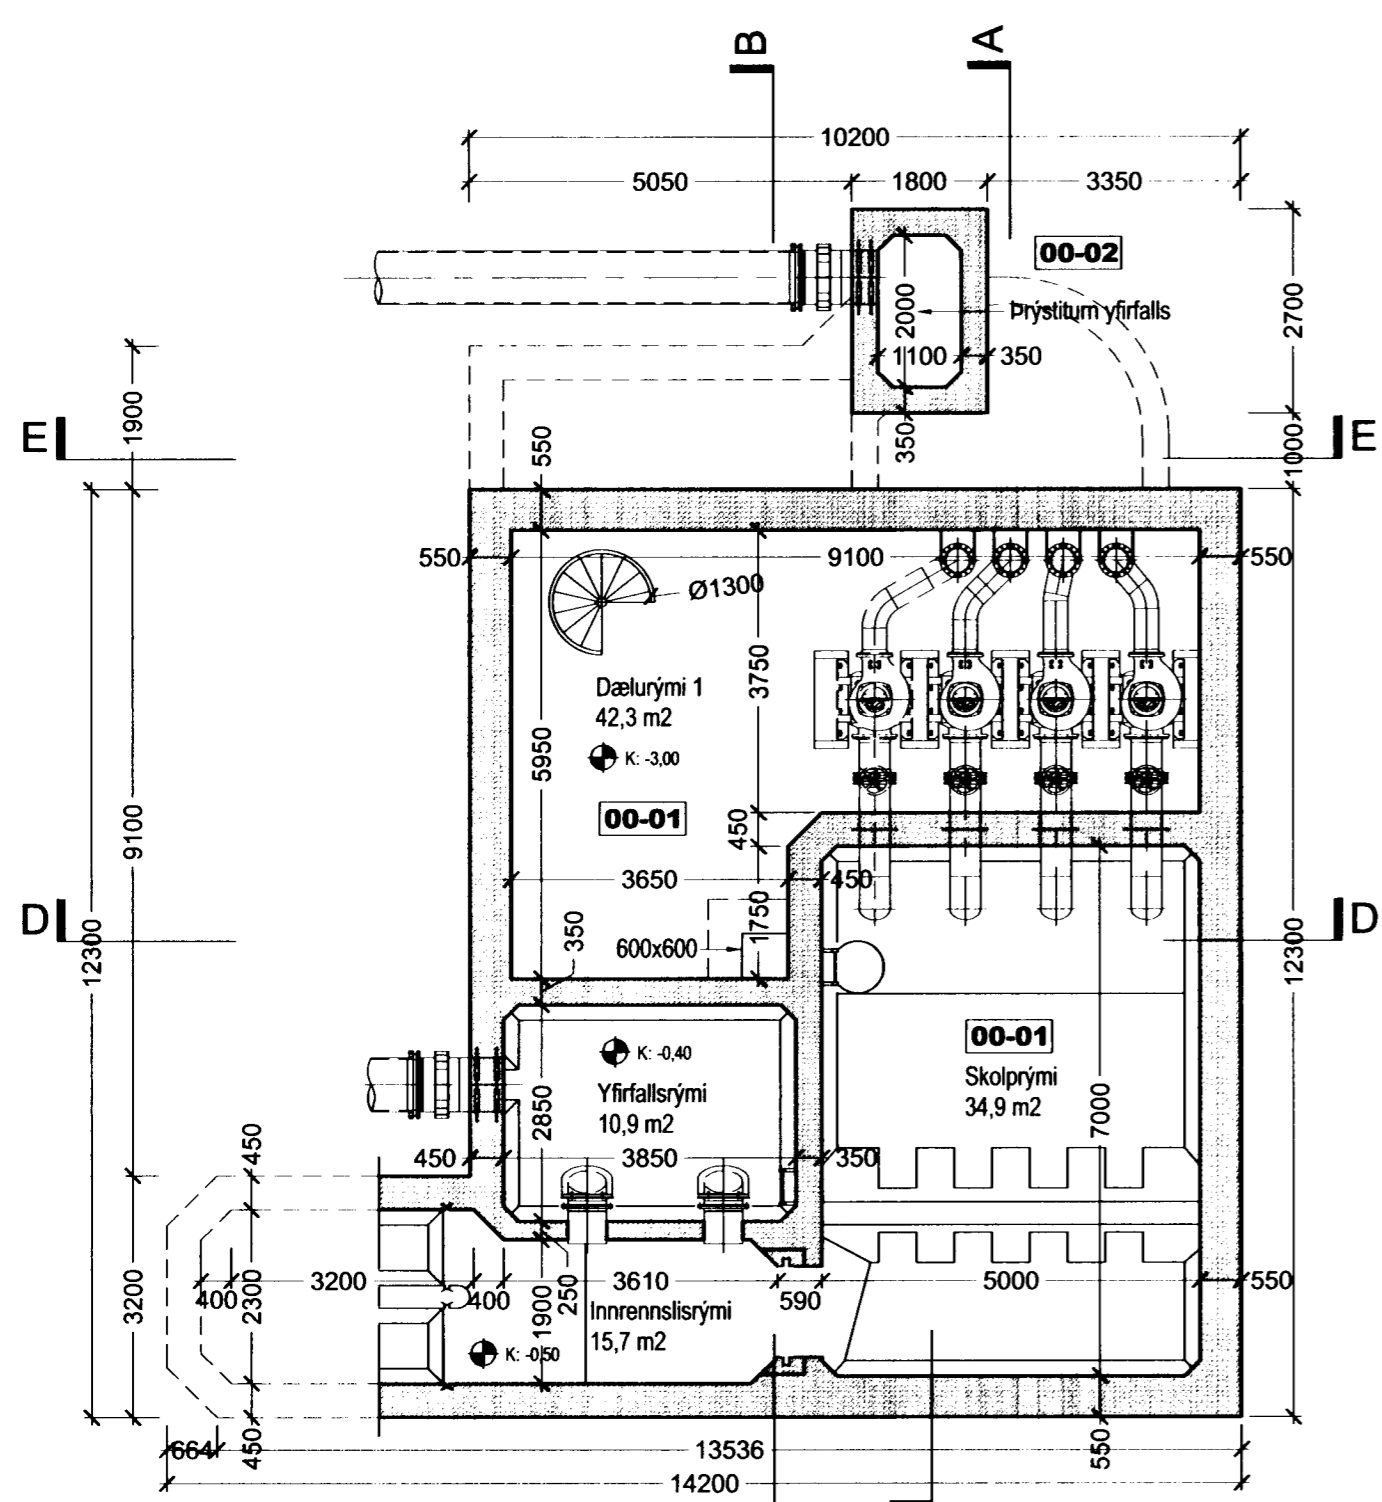 B
A
10200
5050
1800
3350
00-02
Þrýstiturn yfirfalls
2000
1100
350
350
2700
1900
E
E
550
1000
550
9100
550
Ø1300
3750
Dælurými 1
42,3 m2
K: -3,00
5950
00-01
450
9100
3650
450
D
D
12300
350
600x600
1750
12300
K: -0,40
00-01
Yfirfallsrými
10,9 m2
Skolprými
34,9 m2
2850
7000
450
450
3850
350
3200
400
2300
3200
400
3610
250
590
5000
550
1900
Innrennslisrými
15,7 m2
K: -0,50
664
450
13536
550
14200